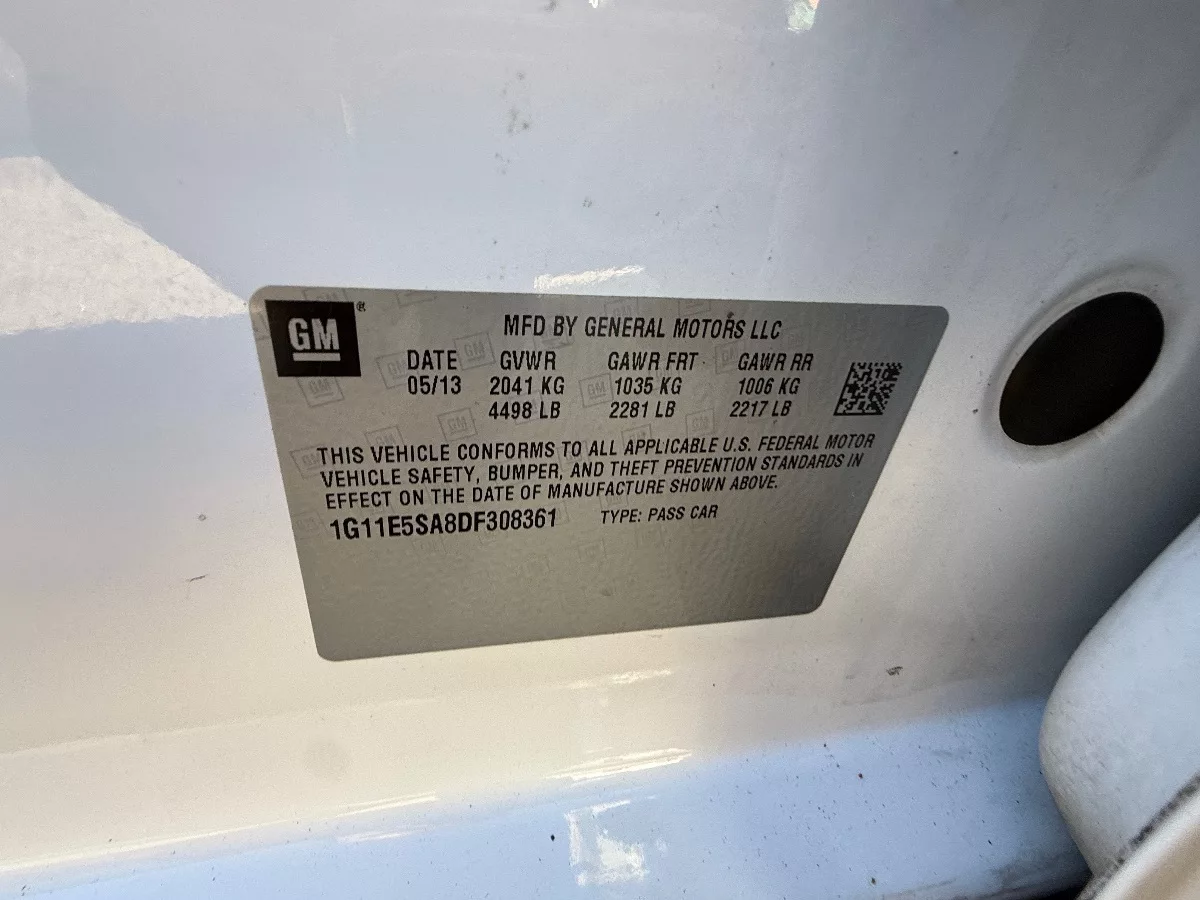 GM®
MFD BY GENERAL MOTORS LLC
DATE GVWR GAWR FRT GAWR RR
05/13 2041 KG 1035 KG 1006 KG
4498 LB 2281 LB 2217 LB
THIS VEHICLE CONFORMS TO ALL APPLICABLE U.S. FEDERAL MOTOR
VEHICLE SAFETY, BUMPER, AND THEFT PREVENTION STANDARDS IN
EFFECT ON THE DATE OF MANUFACTURE SHOWN ABOVE.
1G11E5SA8DF308361 TYPE: PASS CAR